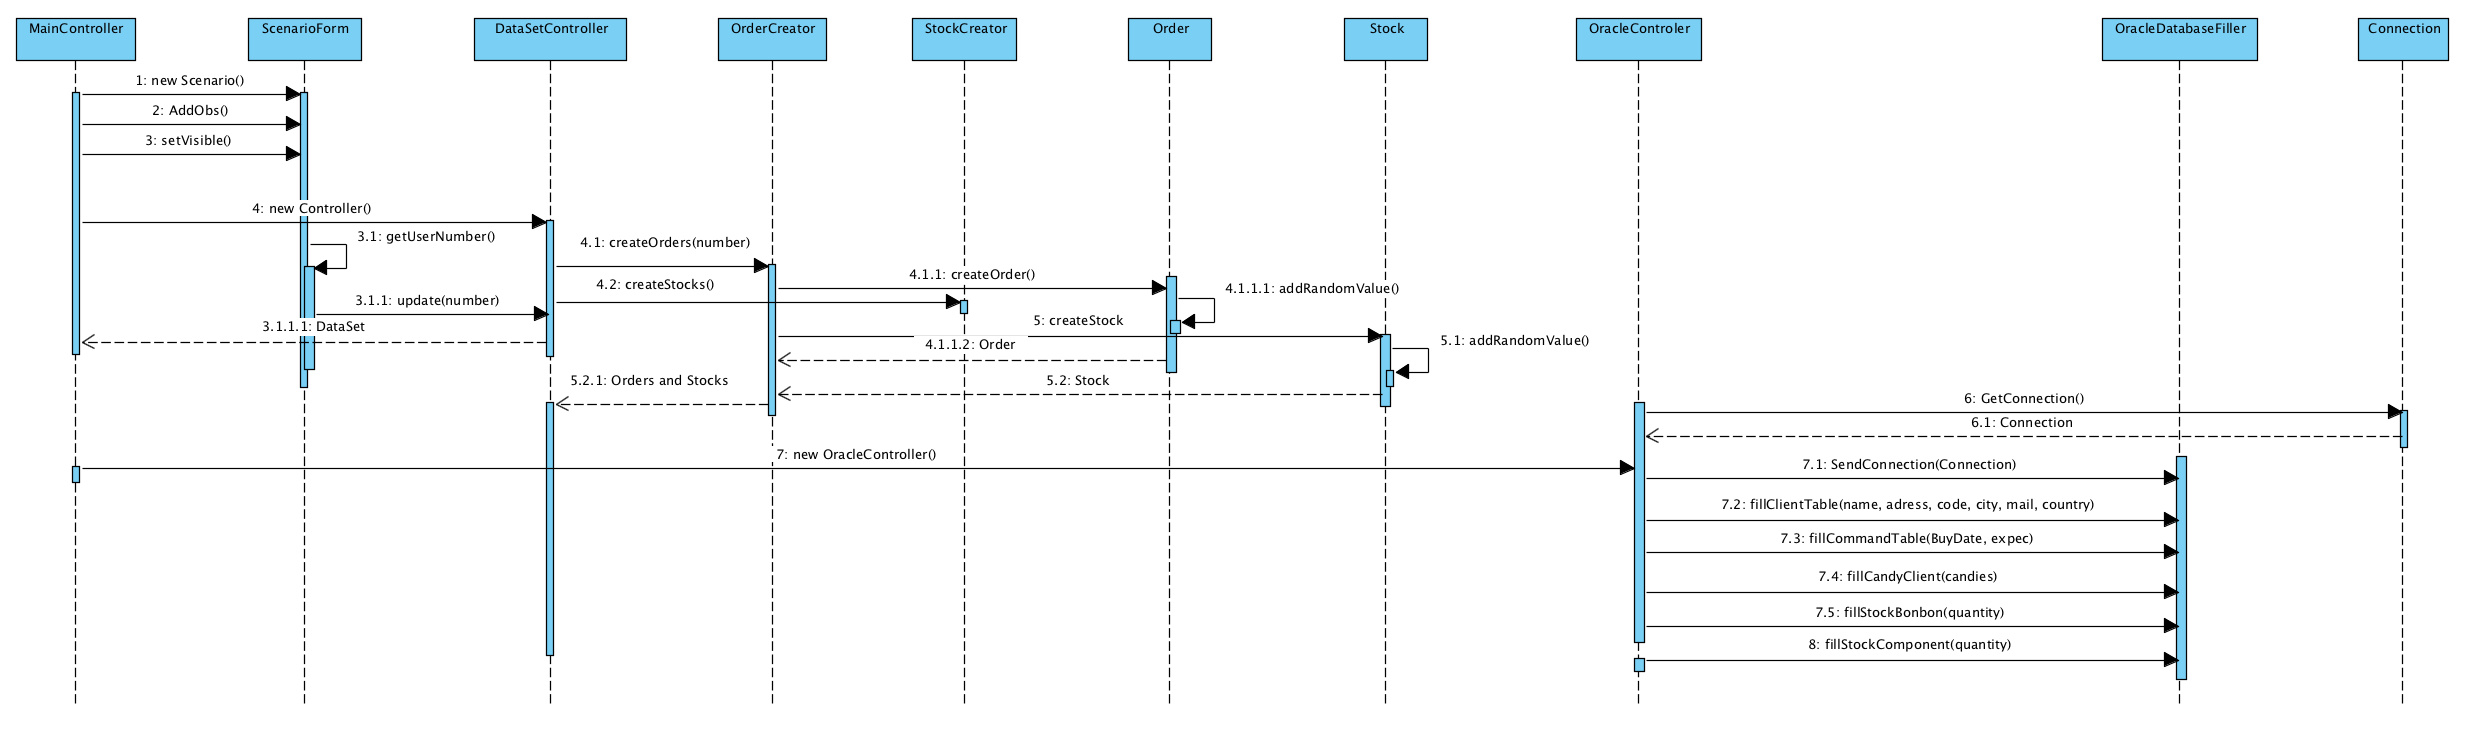 MainController
ScenarioForm
DataSetController
OrderCreator
StockCreator
Order
Stock
OracleControler
OracleDatabaseFiller
Connection
1: new Scenario()
2: AddObs()
3: setVisible()
4: new Controller()
3.1: getUserNumber()
4.1: createOrders(number)
4.1.1: createOrder()
4.2: createStocks()
4.1.1.1: addRandomValue()
3.1.1: update(number)
5: createStock
3.1.1.1: DataSet
4.1.1.2: Order
5.1: addRandomValue()
5.2.1: Orders and Stocks
5.2: Stock
6: GetConnection()
6.1: Connection
7: new OracleController()
7.1: SendConnection(Connection)
7.2: fillClientTable(name, adress, code, city, mail, country)
7.3: fillCommandTable(BuyDate, expec)
7.4: fillCandyClient(candies)
7.5: fillStockBonbon(quantity)
8: fillStockComponent(quantity)